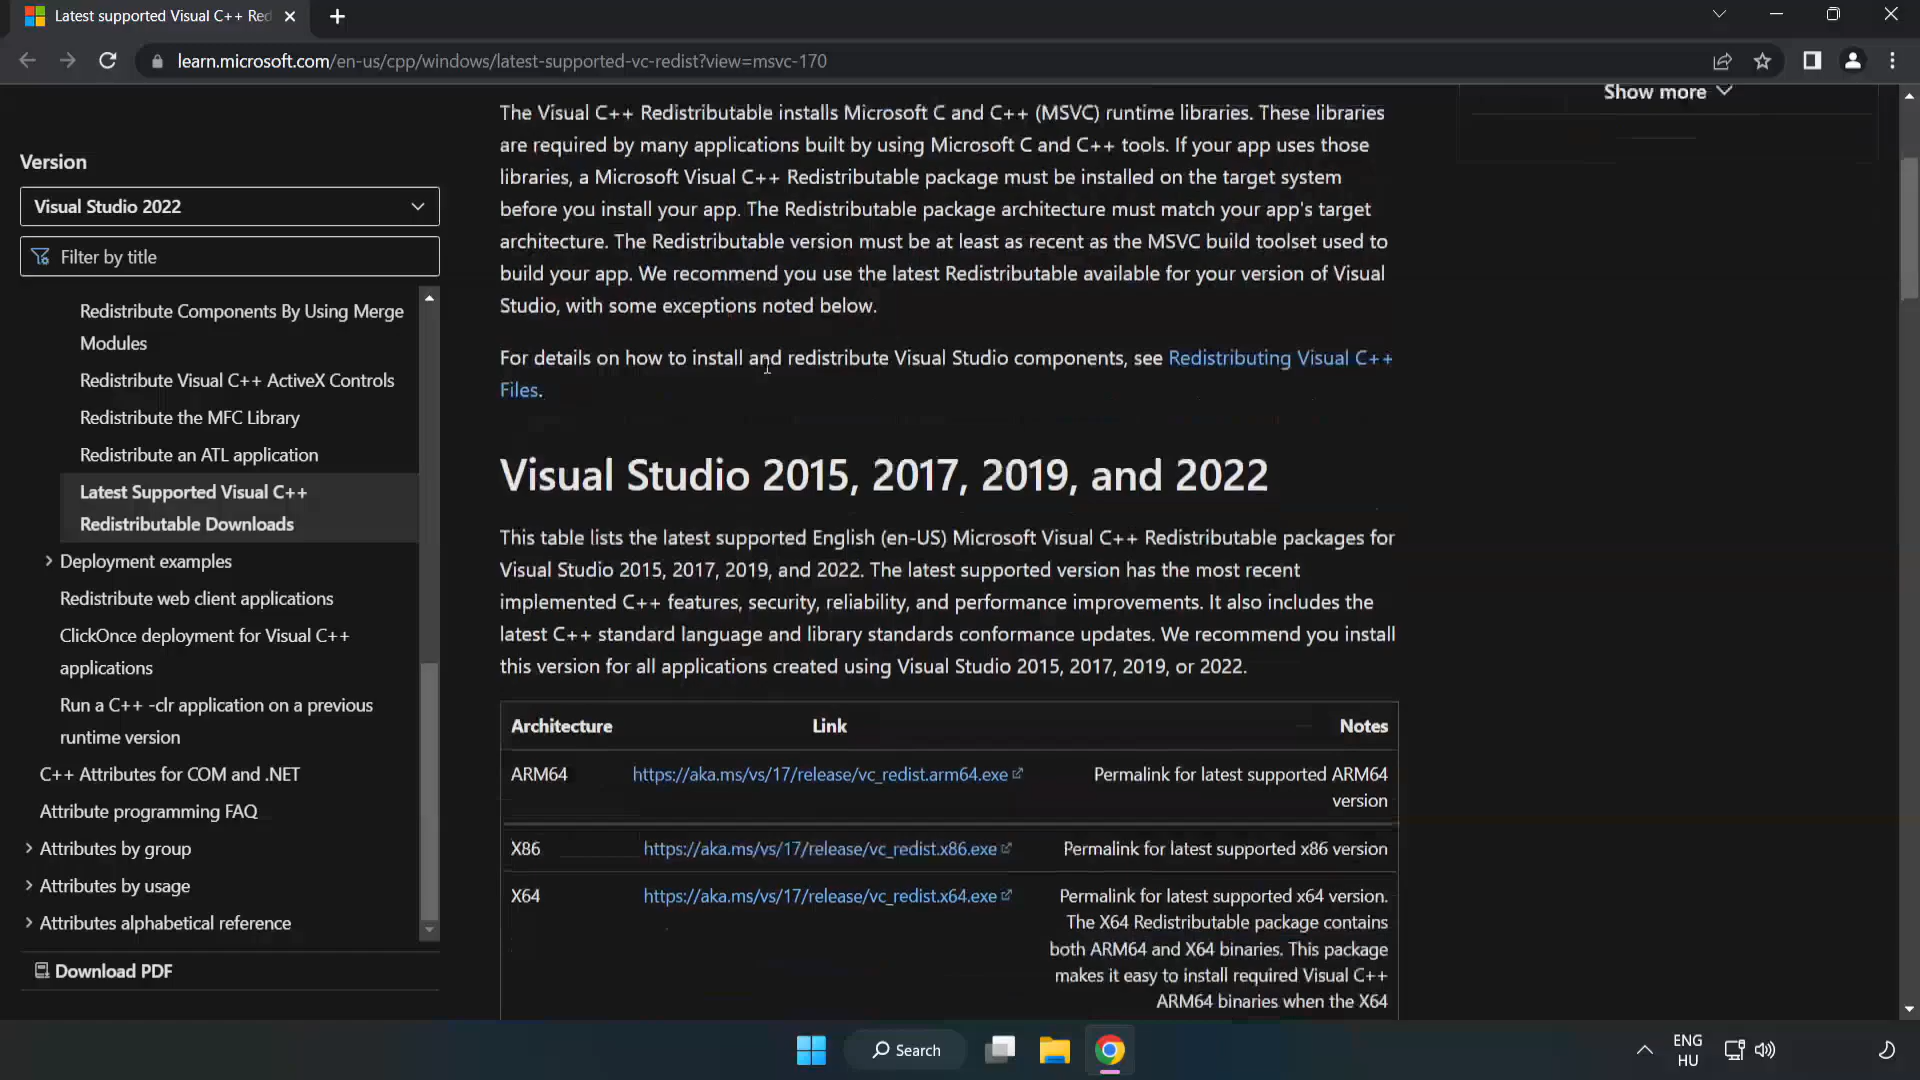 Latest supported Visual C++ Red
learn.microsoft.com/en-us/cpp/windows/latest-supported-vc-redist?view=msvc-170
Version
Visual Studio 2022
Filter by title
Redistribute Components By Using Merge
Modules
Redistribute Visual C++ ActiveX Controls
Redistribute the MFC Library
Redistribute an ATL application
Latest Supported Visual C++
Redistributable Downloads
Deployment examples
Redistribute web client applications
ClickOnce deployment for Visual C++
applications
Run a C++ -clr application on a previous
runtime version
C++ Attributes for COM and .NET
Attribute programming FAQ
Attributes by group
Attributes by usage
Attributes alphabetical reference
Download PDF
The Visual C++ Redistributable installs Microsoft C and C++ (MSVC) runtime libraries. These libraries
are required by many applications built by using Microsoft C and C++ tools. If your app uses those
libraries, a Microsoft Visual C++ Redistributable package must be installed on the target system
before you install your app. The Redistributable package architecture must match your app's target
architecture. The Redistributable version must be at least as recent as the MSVC build toolset used to
build your app. We recommend you use the latest Redistributable available for your version of Visual
Studio, with some exceptions noted below.
For details on how to install and redistribute Visual Studio components, see Redistributing Visual C++
Files.
Visual Studio 2015, 2017, 2019, and 2022
This table lists the latest supported English (en-US) Microsoft Visual C++ Redistributable packages for
Visual Studio 2015, 2017, 2019, and 2022. The latest supported version has the most recent
implemented C++ features, security, reliability, and performance improvements. It also includes the
latest C++ standard language and library standards conformance updates. We recommend you install
this version for all applications created using Visual Studio 2015, 2017, 2019, or 2022.
Architecture Link Notes
ARM64 https://aka.ms/vs/17/release/vc_redist.arm64.exe Permalink for latest supported ARM64
version
X86 https://aka.ms/vs/17/release/vc_redist.x86.exe Permalink for latest supported x86 version
X64 https://aka.ms/vs/17/release/vc_redist.x64.exe Permalink for latest supported x64 version.
The X64 Redistributable package contains
both ARM64 and X64 binaries. This package
makes it easy to install required Visual C++
ARM64 binaries when the X64
Show more
Search
ENG
HU